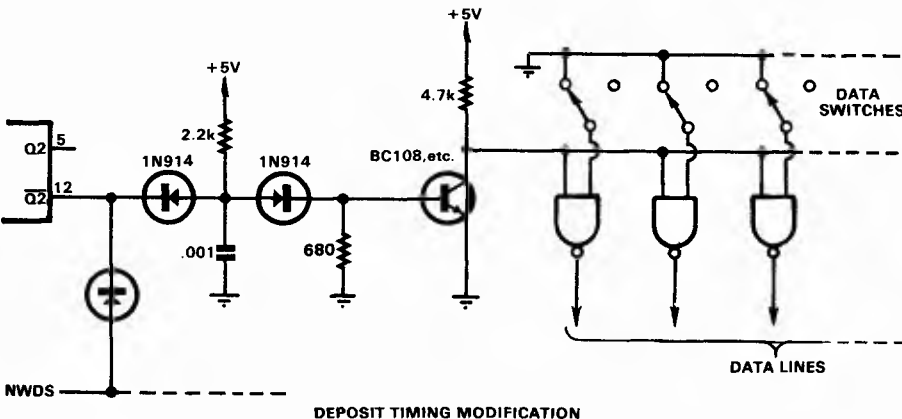 +5V
+5V
4.7k
DATA
SWITCHES
2.2k
Q2 5
1N914
1N914
BC108,etc.
Q2 12
.001
680
DATA LINES
NWDS
DEPOSIT TIMING MODIFICATION